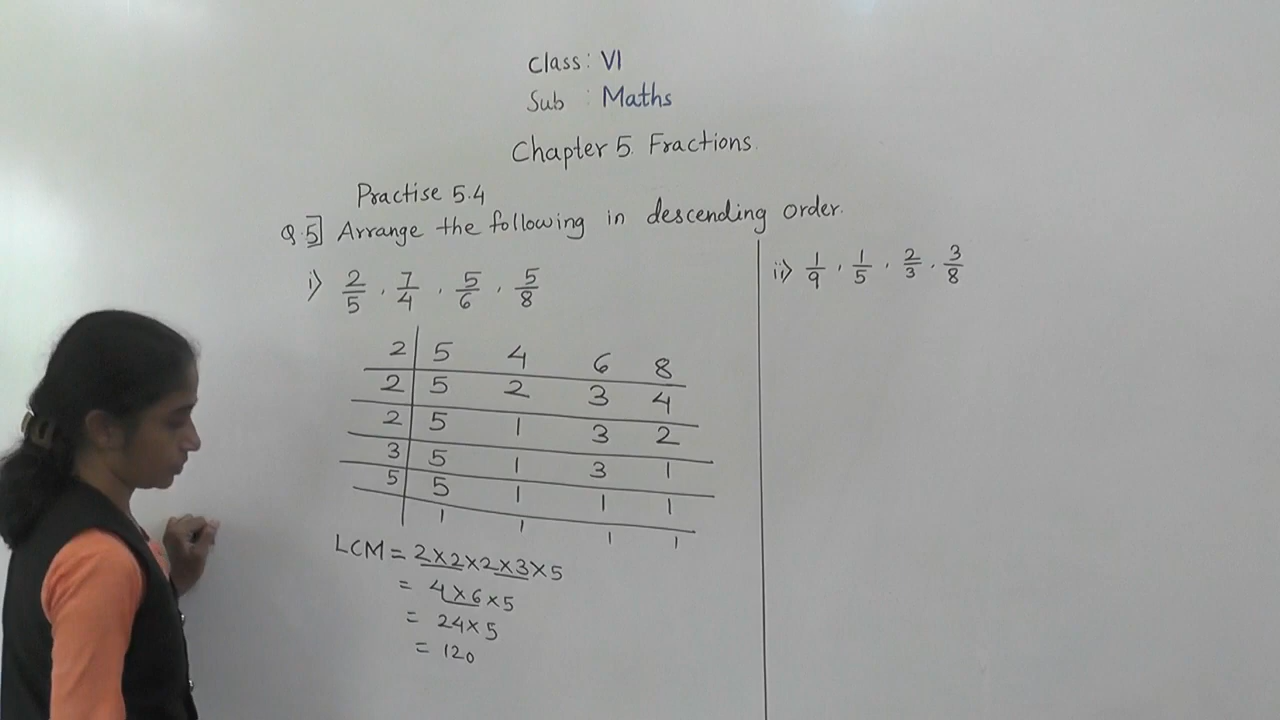 Class: VI
Sub : Maths
Chapter 5. Fractions.
Practise 5.4
Q.5] Arrange the following in descending order.
i) 2/5, 7/4, 5/6, 5/8
2 | 5 4 6 8
2 | 5 2 3 4
2 | 5 1 3 2
3 | 5 1 3 1
5 | 5 1 1 1
| 1 1 1 1
LCM = 2×2×2×3×5
= 4×6×5
= 24×5
= 120
ii) 1/9, 1/5, 2/3, 3/8